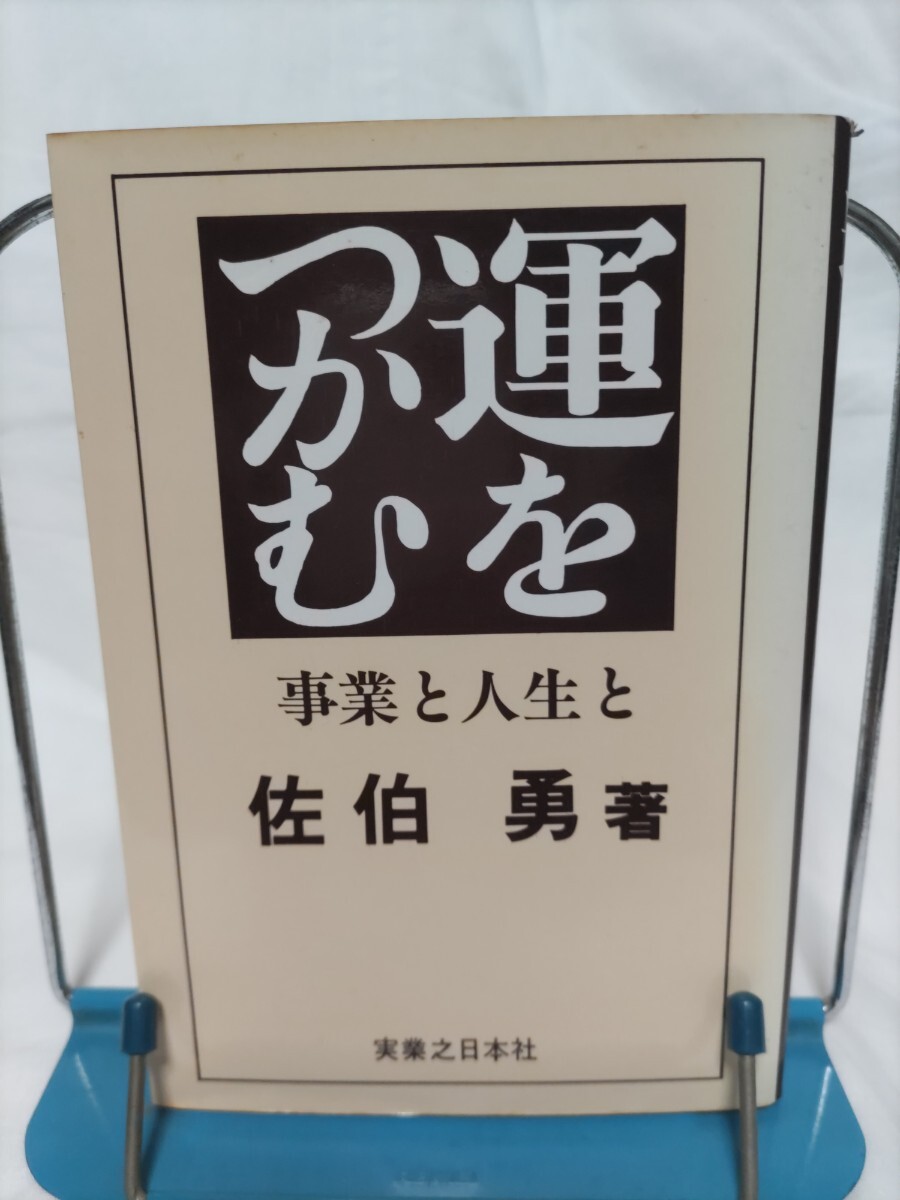 運を
つかむ
事業と人生と
佐伯 勇著
実業之日本社